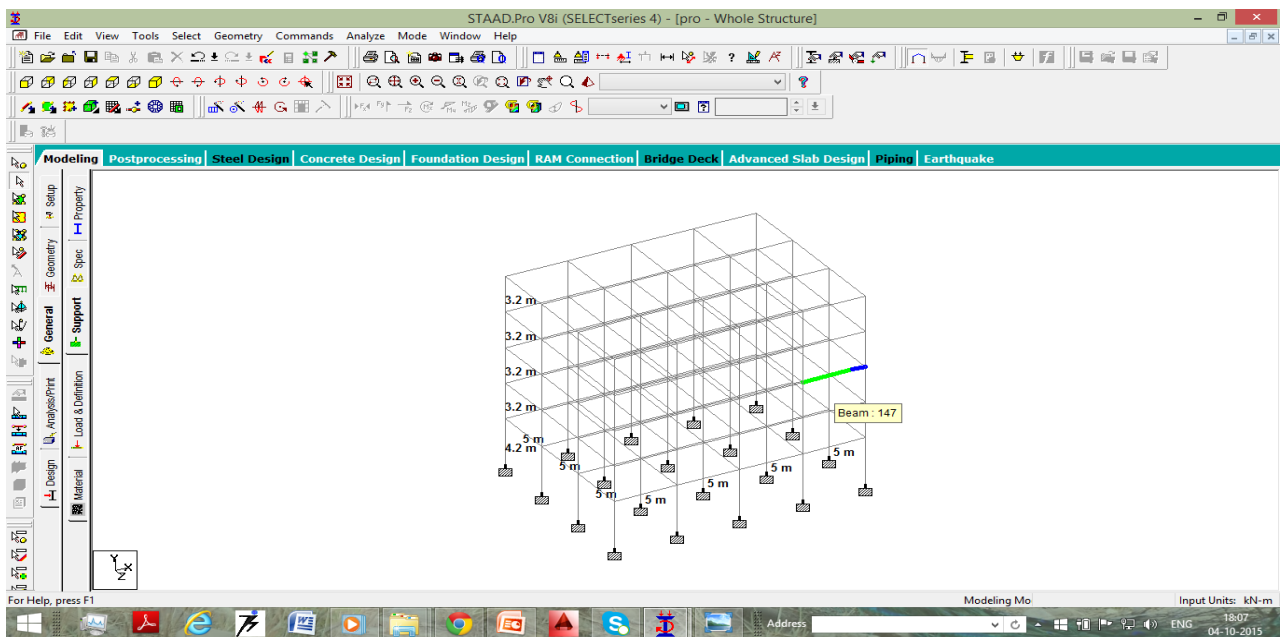 STAAD.Pro V8i (SELECTseries 4) - [pro - Whole Structure]
File Edit View Tools Select Geometry Commands Analyze Mode Window Help
Modeling Postprocessing Steel Design Concrete Design Foundation Design RAM Connection Bridge Deck Advanced Slab Design Piping Earthquake
Setup
Geometry
General
Analysis/Print
Design
Property
Spec
Support
Load & Definition
Material
3.2 m
3.2 m
3.2 m
3.2 m
4.2 m
5 m
5 m
5 m
5 m
5 m
5 m
5 m
Beam : 147
Y
X
Z
For Help, press F1
Modeling Mo
Input Units: kN-m
Address
ENG
18:07
04-10-2015